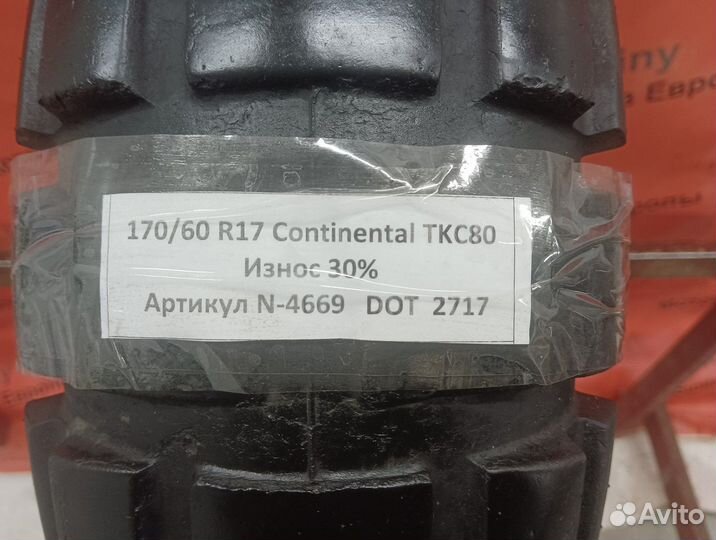 170/60 R17 Continental TKC80
Износ 30%
Артикул N-4669 DOT 2717
Avito